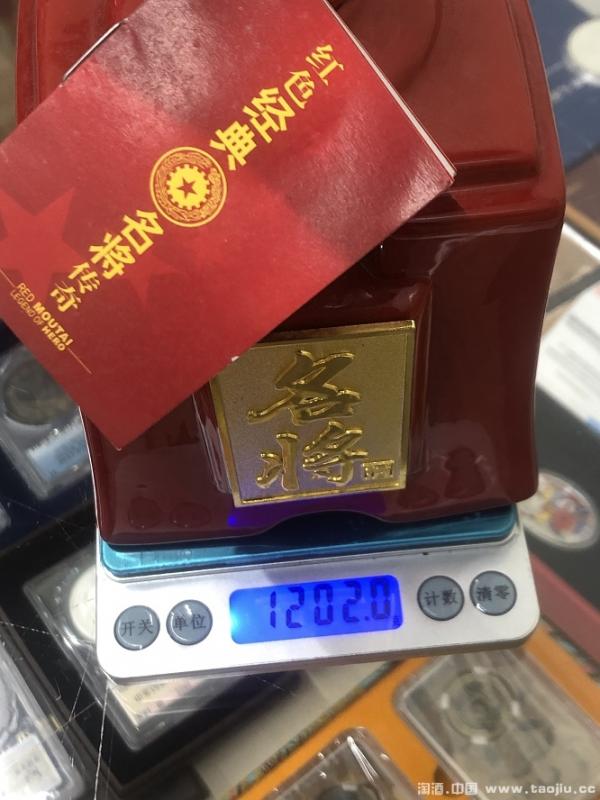 红色经典
名将传奇
RED MOUTAI
LEGEND OF HERO
名将
1202.0
开关
单位
计数
清零
淘酒.中国 www.taojiu.cc